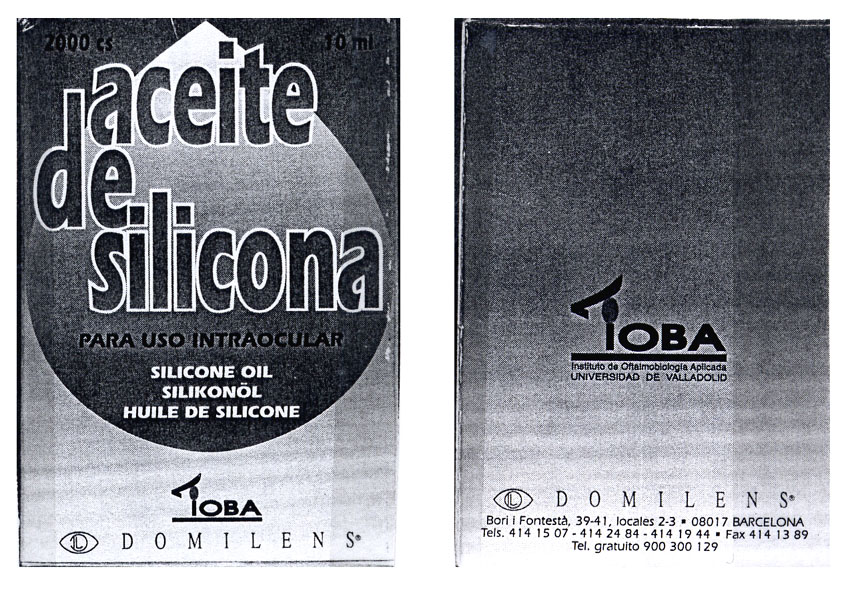 2000 cs 10 ml
aceite
de
silicona
PARA USO INTRAOCULAR
SILICONE OIL
SILIKONÖL
HUILE DE SILICONE
IOBA
DOMILENS®
IOBA
Instituto de Oftalmobiología Aplicada
UNIVERSIDAD DE VALLADOLID
DOMILENS®
Bori i Fontestà, 39-41, locales 2-3 ▪ 08017 BARCELONA
Tels. 414 15 07 - 414 24 84 - 414 19 44 ▪ Fax 414 13 89
Tel. gratuito 900 300 129